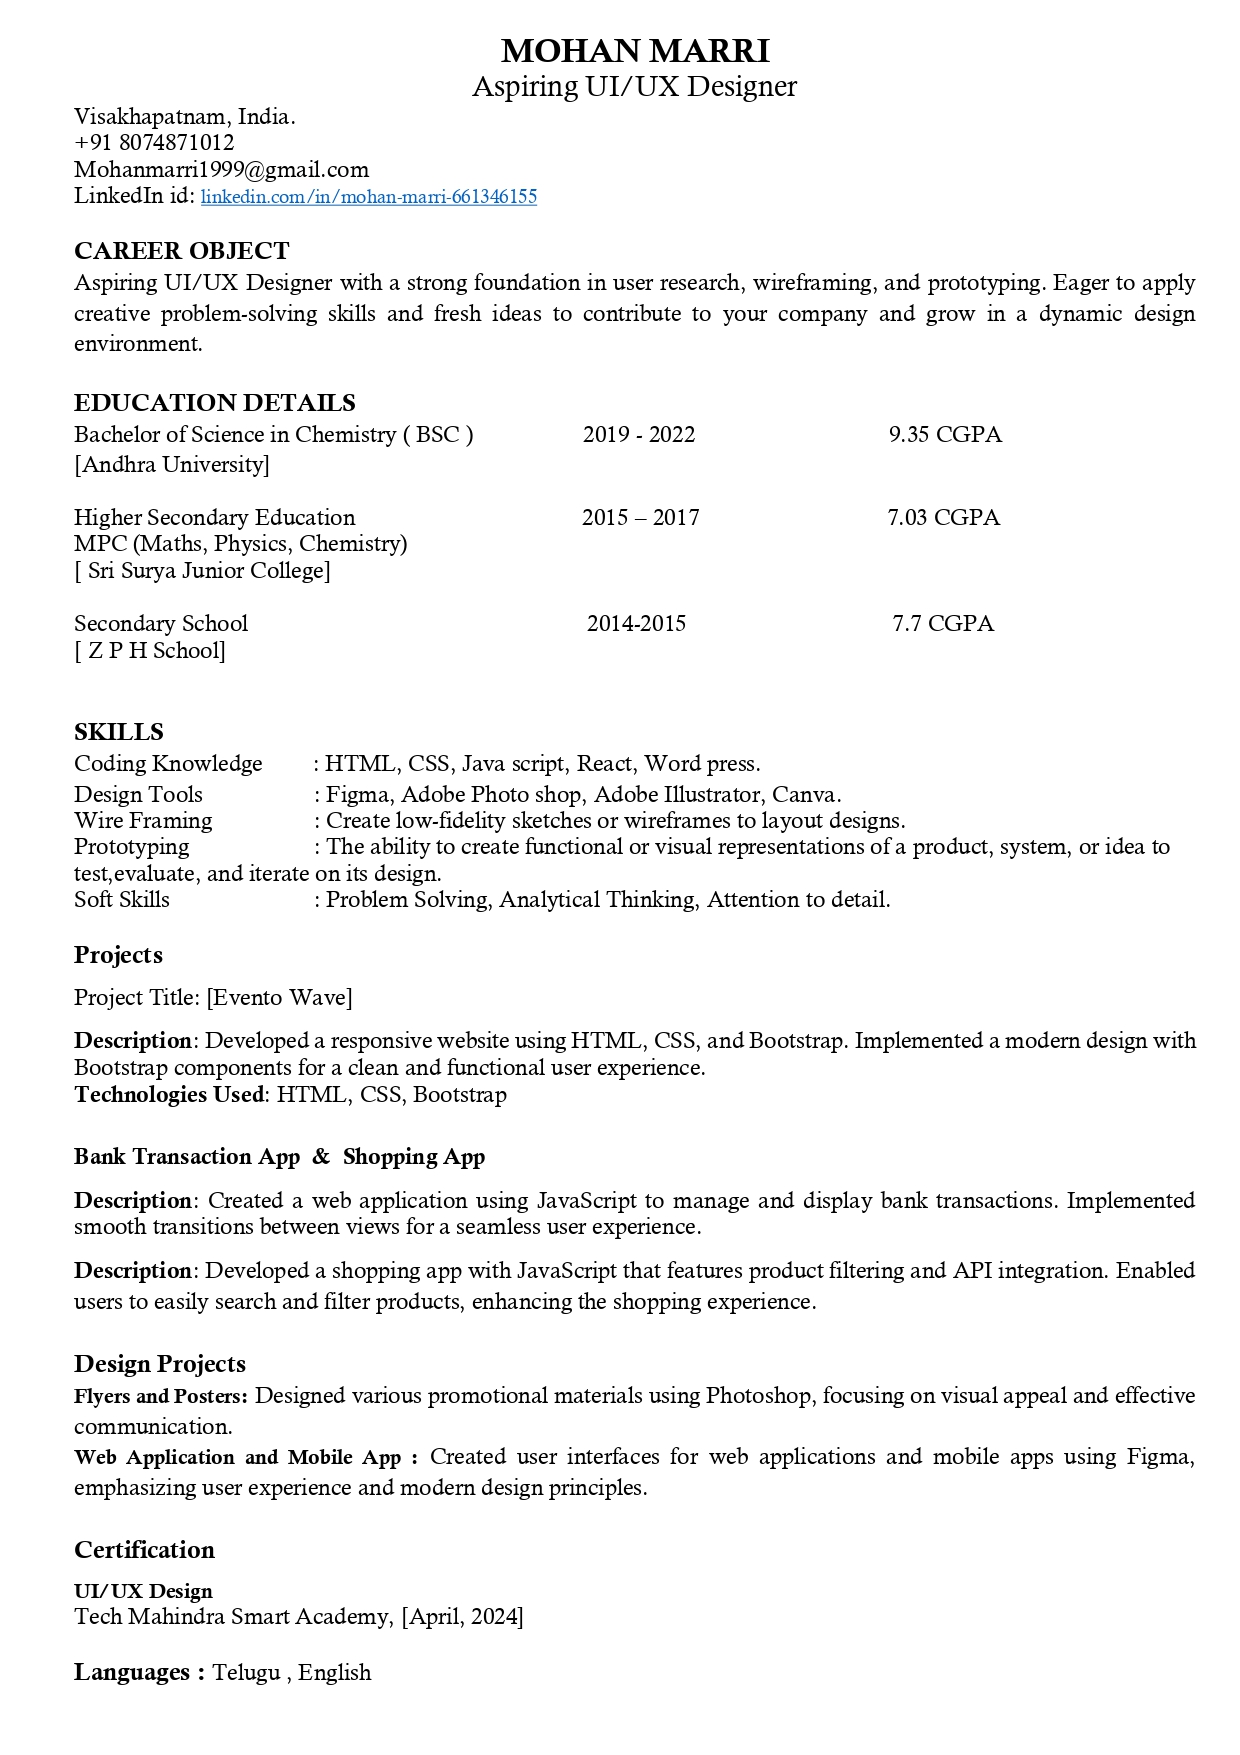 MOHAN MARRI
Aspiring UI/UX Designer
Visakhapatnam, India.
+91 8074871012
Mohanmarri1999@gmail.com
LinkedIn id: linkedin.com/in/mohan-marri-661346155
CAREER OBJECT
Aspiring UI/UX Designer with a strong foundation in user research, wireframing, and prototyping. Eager to apply
creative problem-solving skills and fresh ideas to contribute to your company and grow in a dynamic design
environment.
EDUCATION DETAILS
Bachelor of Science in Chemistry ( BSC ) 2019 - 2022 9.35 CGPA
[Andhra University]
Higher Secondary Education 2015 – 2017 7.03 CGPA
MPC (Maths, Physics, Chemistry)
[ Sri Surya Junior College]
Secondary School 2014-2015 7.7 CGPA
[ Z P H School]
SKILLS
Coding Knowledge : HTML, CSS, Java script, React, Word press.
Design Tools : Figma, Adobe Photo shop, Adobe Illustrator, Canva.
Wire Framing : Create low-fidelity sketches or wireframes to layout designs.
Prototyping : The ability to create functional or visual representations of a product, system, or idea to
test,evaluate, and iterate on its design.
Soft Skills : Problem Solving, Analytical Thinking, Attention to detail.
Projects
Project Title: [Evento Wave]
Description: Developed a responsive website using HTML, CSS, and Bootstrap. Implemented a modern design with
Bootstrap components for a clean and functional user experience.
Technologies Used: HTML, CSS, Bootstrap
Bank Transaction App & Shopping App
Description: Created a web application using JavaScript to manage and display bank transactions. Implemented
smooth transitions between views for a seamless user experience.
Description: Developed a shopping app with JavaScript that features product filtering and API integration. Enabled
users to easily search and filter products, enhancing the shopping experience.
Design Projects
Flyers and Posters: Designed various promotional materials using Photoshop, focusing on visual appeal and effective
communication.
Web Application and Mobile App : Created user interfaces for web applications and mobile apps using Figma,
emphasizing user experience and modern design principles.
Certification
UI/UX Design
Tech Mahindra Smart Academy, [April, 2024]
Languages : Telugu , English